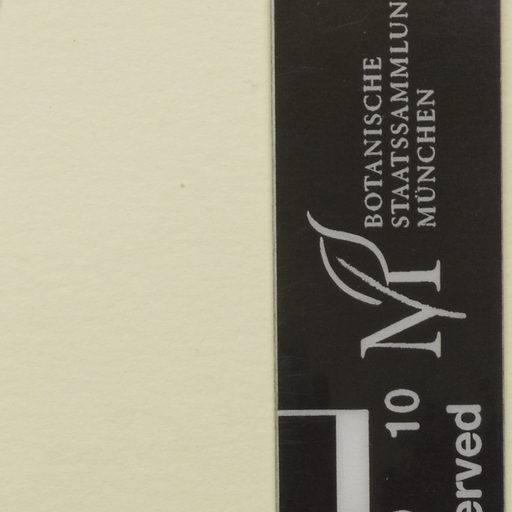 BOTANISCHE
STAATSSAMMLUN
MÜNCHEN
M
10
erved